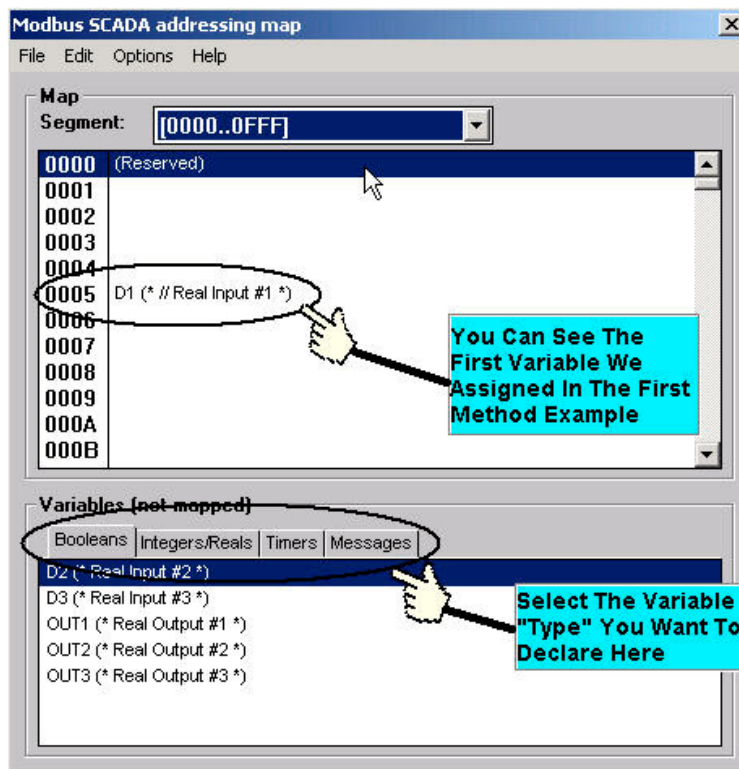 Modbus SCADA addressing map
File Edit Options Help
Map
Segment: [0000..0FFF]
0000 (Reserved)
0001
0002
0003
0004
0005 D1 (* // Real Input #1 *)
0006
0007
0008
0009
000A
000B
You Can See The
First Variable We
Assigned In The First
Method Example
Variables (not mapped)
Booleans Integers/Reals Timers Messages
D2 (* Real Input #2 *)
D3 (* Real Input #3 *)
OUT1 (* Real Output #1 *)
OUT2 (* Real Output #2 *)
OUT3 (* Real Output #3 *)
Select The Variable
"Type" You Want To
Declare Here